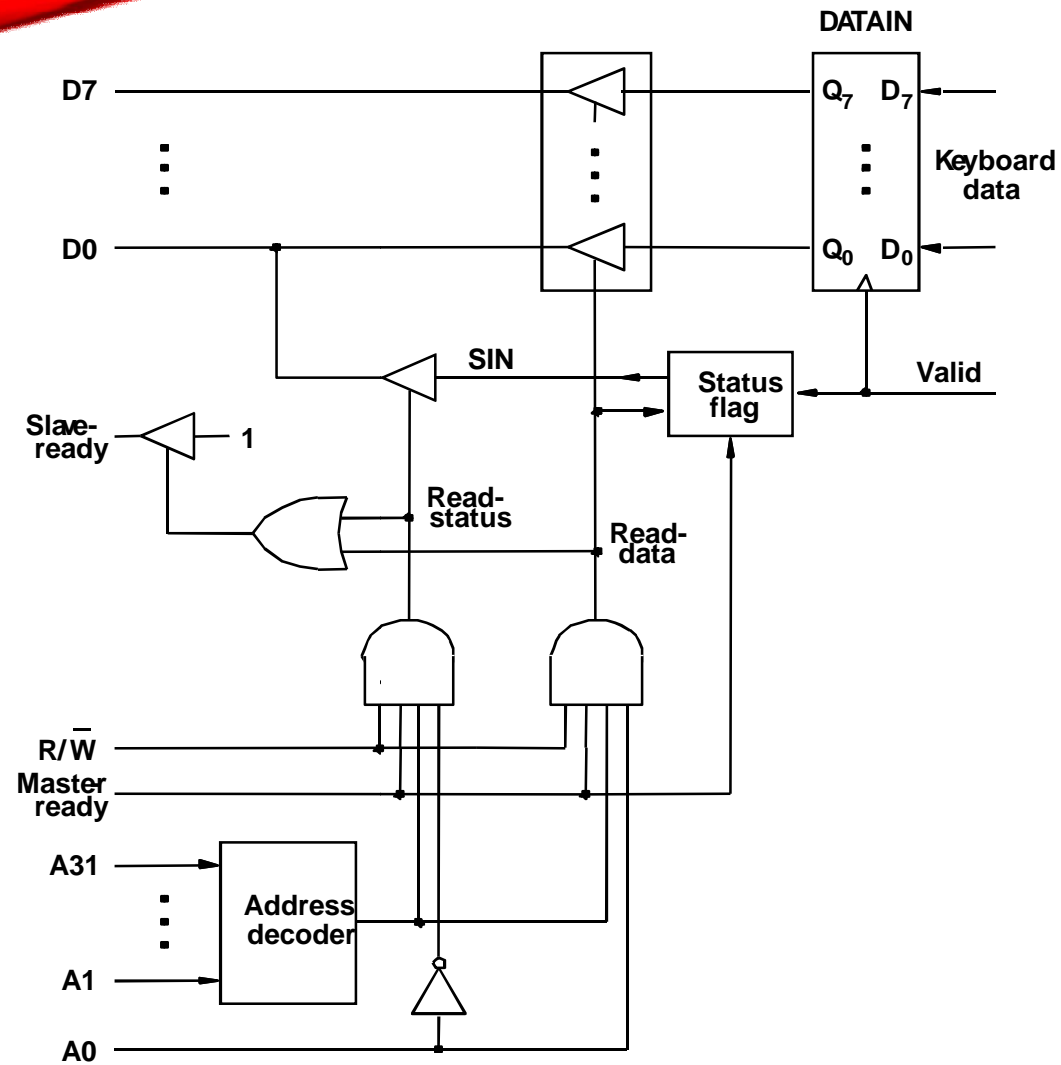 DATAIN
D7
Q7 D7
Keyboard
data
D0
Q0 D0
SIN
Status
flag
Valid
Slave-
ready
1
Read-
status
Read-
data
R/W̅
Master-
ready
A31
Address
decoder
A1
A0